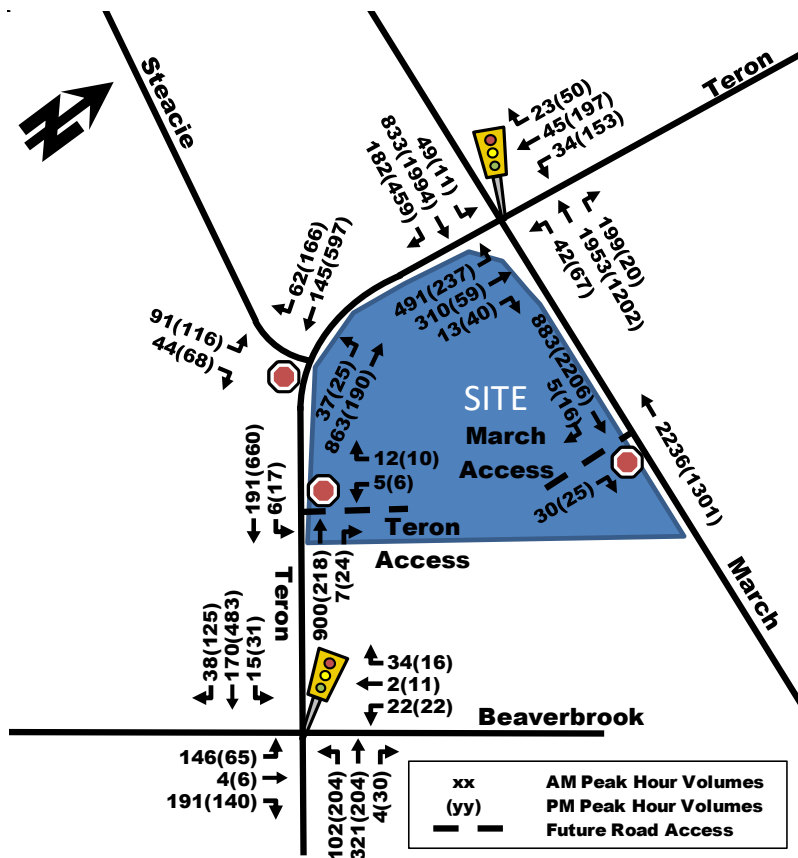 Steacie
N
Teron
23(50)
45(197)
34(153)
49(11)
833(1994)
182(459)
199(20)
1953(1202)
42(67)
62(166)
145(597)
91(116)
44(68)
491(237)
310(59)
13(40)
37(25)
863(190)
883(2206)
5(16)
SITE
March
Access
30(25)
2236(1301)
191(660)
6(17)
12(10)
5(6)
Teron
Access
900(218)
7(24)
Teron
March
38(125)
170(483)
15(31)
34(16)
2(11)
22(22)
Beaverbrook
146(65)
4(6)
191(140)
102(204)
321(204)
4(30)
xx AM Peak Hour Volumes
(yy) PM Peak Hour Volumes
Future Road Access